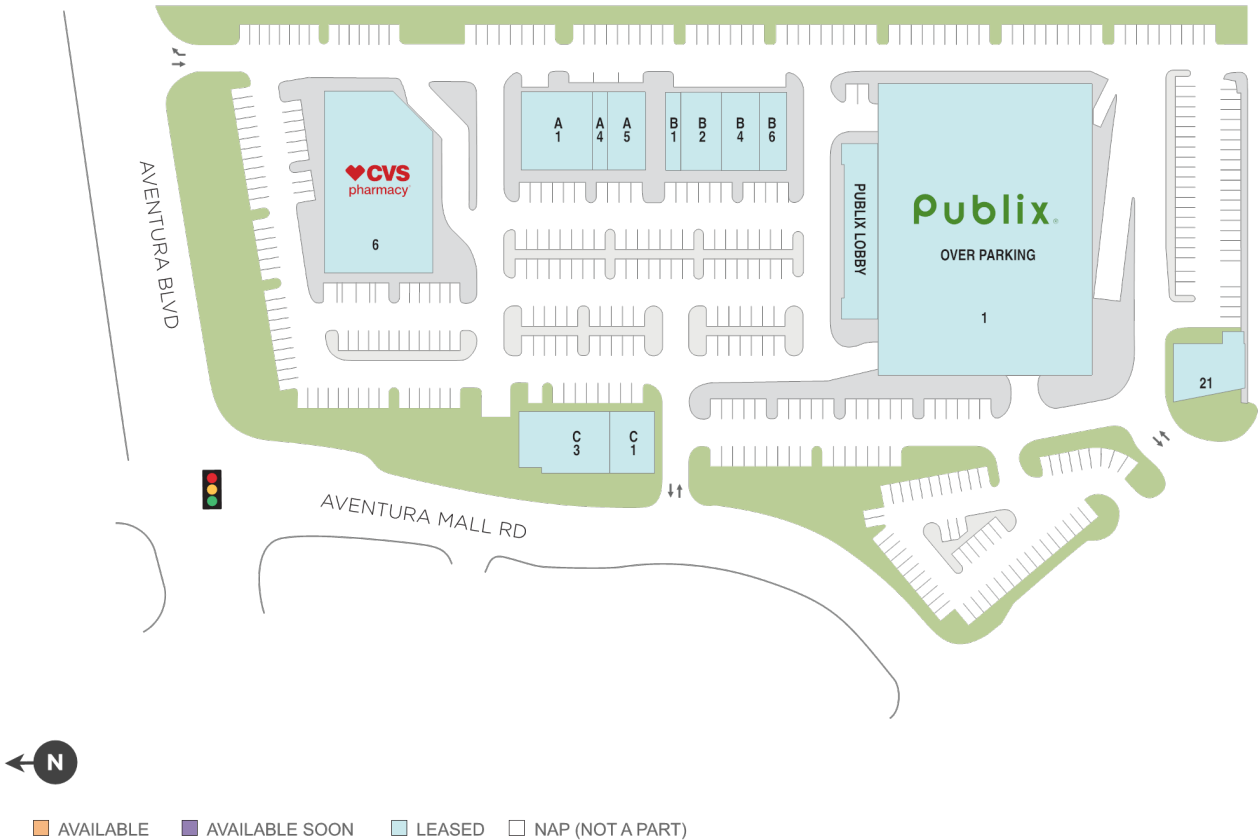 AVENTURA BLVD
CVS
pharmacy
6
A
1
A
4
A
5
B
1
B
2
B
4
B
6
PUBLIX LOBBY
Publix®
OVER PARKING
1
21
C
3
C
1
AVENTURA MALL RD
N
AVAILABLE
AVAILABLE SOON
LEASED
NAP (NOT A PART)